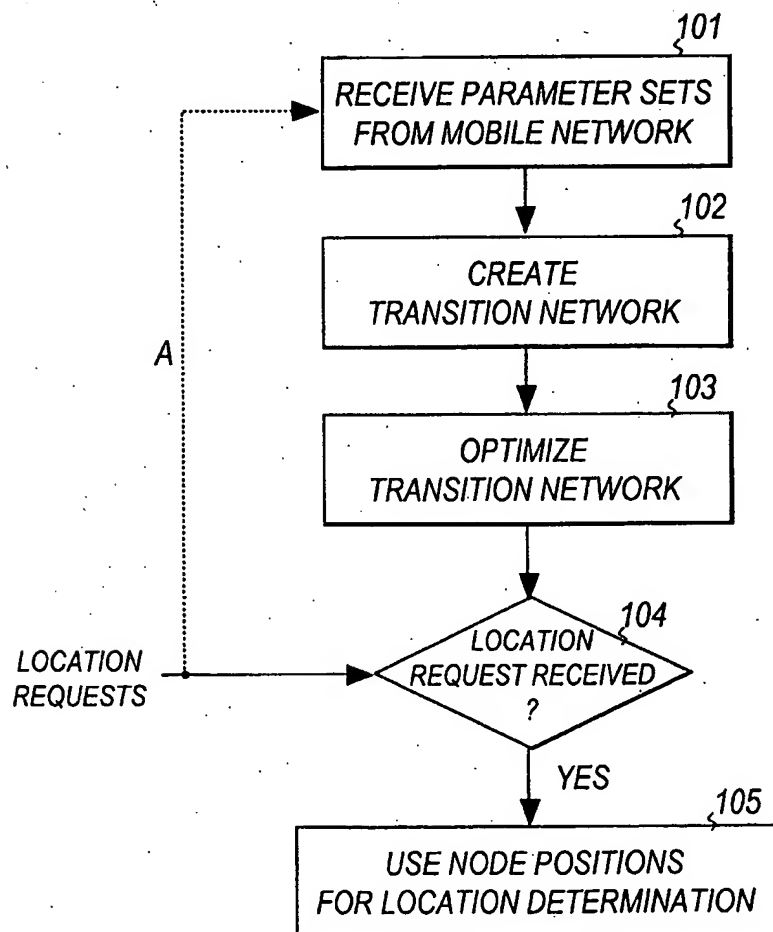 101
RECEIVE PARAMETER SETS
FROM MOBILE NETWORK
102
CREATE
TRANSITION NETWORK
A
103
OPTIMIZE
TRANSITION NETWORK
104
LOCATION
REQUEST RECEIVED
?
LOCATION
REQUESTS
YES
105
USE NODE POSITIONS
FOR LOCATION DETERMINATION